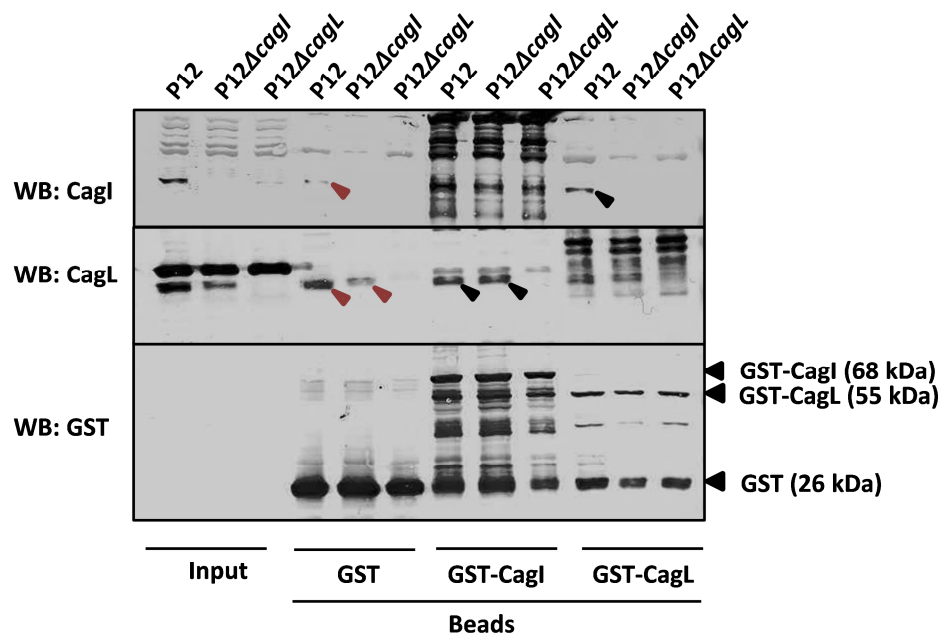 P12 P12ΔcagI P12ΔcagL P12 P12ΔcagI P12ΔcagL P12 P12ΔcagI P12ΔcagL P12 P12ΔcagI P12ΔcagL
WB: CagI
WB: CagL
GST-CagI (68 kDa)
GST-CagL (55 kDa)
WB: GST
GST (26 kDa)
Input GST GST-CagI GST-CagL
Beads